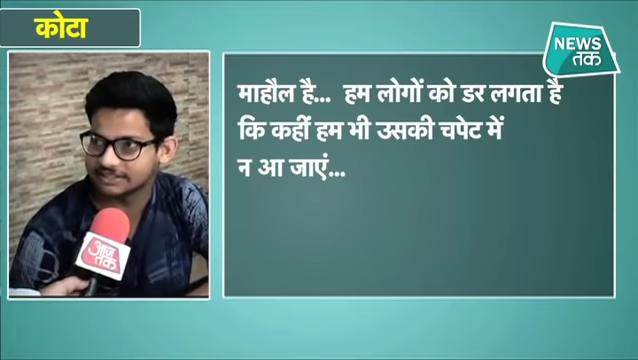 कोटा
NEWS
तक
माहौल है... हम लोगों को डर लगता है
कि कहीं हम भी उसकी चपेट में
न आ जाएं...
आज
तक